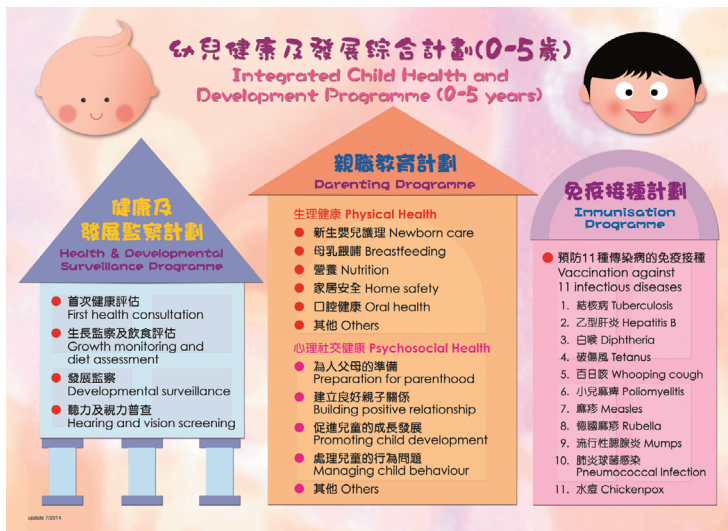 幼兒健康及發展綜合計劃(0-5歲)
Integrated Child Health and
Development Programme (0-5 years)
健康及
發展監察計劃
Health & Developmental
Surveillance Programme
首次健康評估
First health consultation
生長監察及飲食評估
Growth monitoring and
diet assessment
發展監察
Developmental surveillance
聽力及視力普查
Hearing and vision screening
親職教育計劃
Parenting Programme
生理健康 Physical Health
新生嬰兒護理 Newborn care
母乳餵哺 Breastfeeding
營養 Nutrition
家居安全 Home safety
口腔健康 Oral health
其他 Others
心理社交健康 Psychosocial Health
為人父母的準備
Preparation for parenthood
建立良好親子關係
Building positive relationship
促進兒童的成長發展
Promoting child development
處理兒童的行為問題
Managing child behaviour
其他 Others
免疫接種計劃
Immunisation
Programme
預防11種傳染病的免疫接種
Vaccination against
11 infectious diseases
1. 結核病 Tuberculosis
2. 乙型肝炎 Hepatitis B
3. 白喉 Diphtheria
4. 破傷風 Tetanus
5. 百日咳 Whooping cough
6. 小兒麻痺 Poliomyelitis
7. 麻疹 Measles
8. 德國麻疹 Rubella
9. 流行性腮腺炎 Mumps
10. 肺炎球菌感染
Pneumococcal Infection
11. 水痘 Chickenpox
update 7/2014